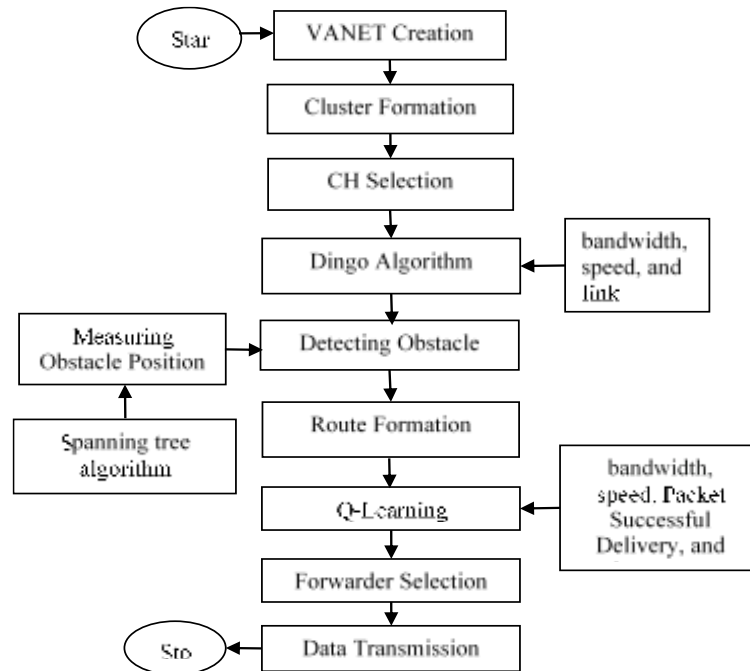 Star
VANET Creation
Cluster Formation
CH Selection
Dingo Algorithm
bandwidth,
speed, and
link
Measuring
Obstacle Position
Detecting Obstacle
Spanning tree
algorithm
Route Formation
bandwidth,
speed, Packet
Successful
Delivery, and
Q-Learning
Forwarder Selection
Sto
Data Transmission